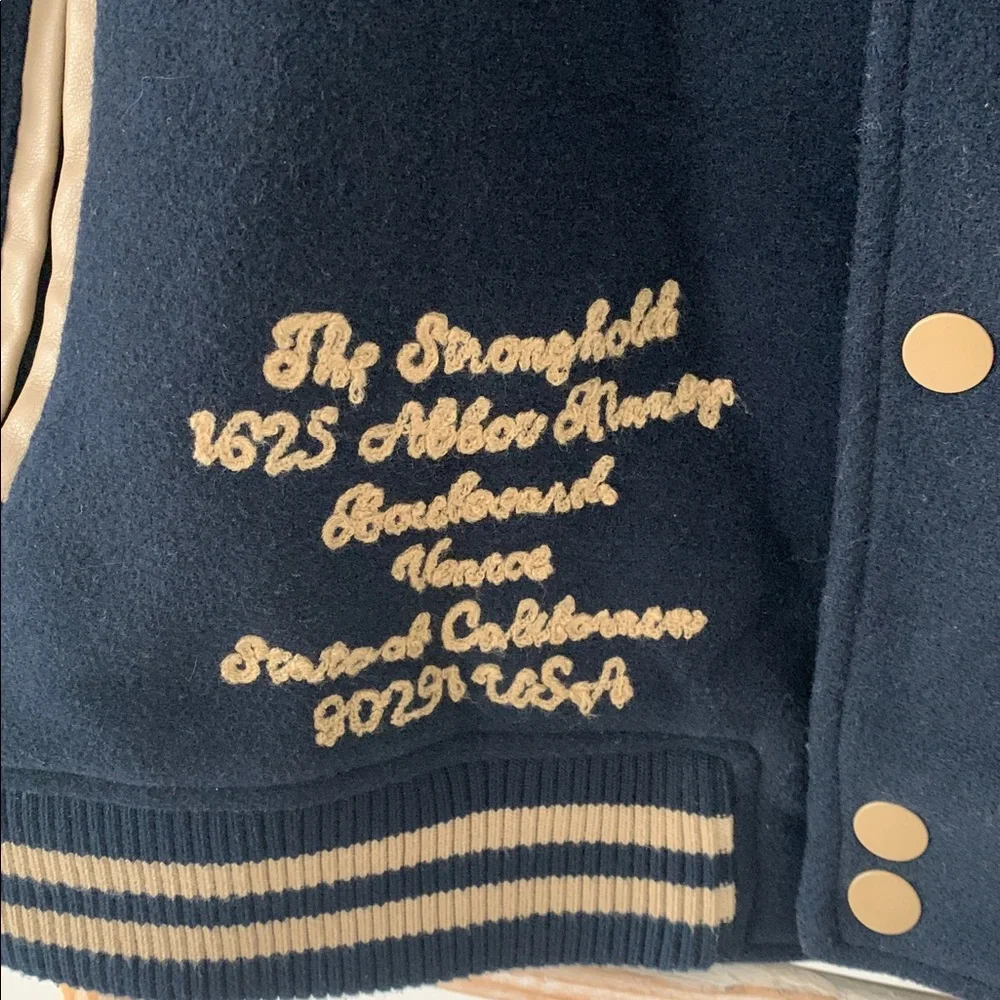 The Stronghold
1625 Abbot Kinney
Boulevard.
Venice
State of California
90291 USA